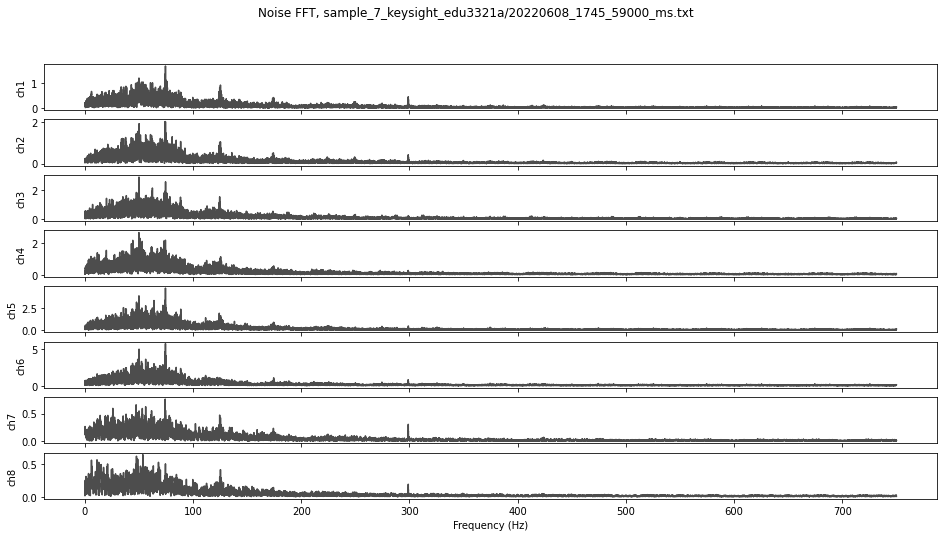 Noise FFT, sample_7_keysight_edu3321a/20220608_1745_59000_ms.txt
ch1
1
0
ch2
2
0
ch3
2
0
ch4
2
0
ch5
2.5
0.0
ch6
5
0
ch7
0.5
0.0
ch8
0.5
0.0
0 100 200 300 400 500 600 700
Frequency (Hz)